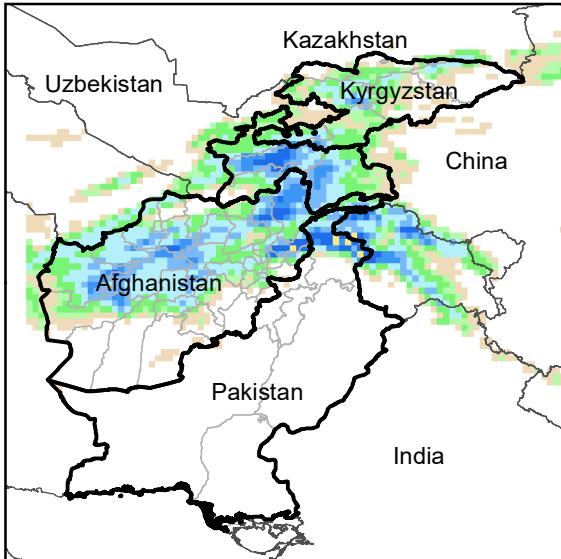 Kazakhstan
Uzbekistan
Kyrgyzstan
China
Afghanistan
Pakistan
India